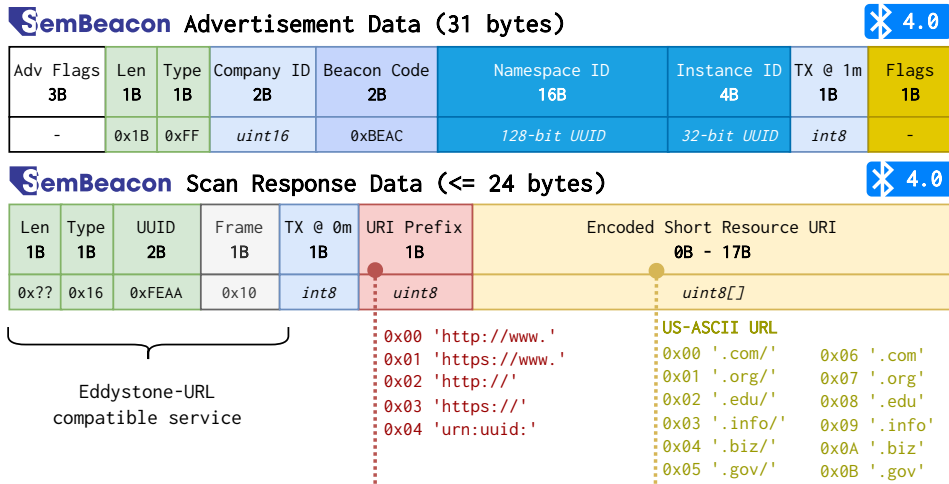 SemBeacon Advertisement Data (31 bytes) 4.0
Adv Flags Len Type Company ID Beacon Code Namespace ID Instance ID TX @ 1m Flags
3B 1B 1B 2B 2B 16B 4B 1B 1B
- 0x1B 0xFF uint16 0xBEAC 128-bit UUID 32-bit UUID int8 -
SemBeacon Scan Response Data (<= 24 bytes) 4.0
Len Type UUID Frame TX @ 0m URI Prefix Encoded Short Resource URI
1B 1B 2B 1B 1B 1B 0B - 17B
0x?? 0x16 0xFEAA 0x10 int8 uint8 uint8[]
Eddystone-URL
compatible service
0x00 'http://www.'
0x01 'https://www.'
0x02 'http://'
0x03 'https://'
0x04 'urn:uuid:'
US-ASCII URL
0x00 '.com/' 0x06 '.com'
0x01 '.org/' 0x07 '.org'
0x02 '.edu/' 0x08 '.edu'
0x03 '.info/' 0x09 '.info'
0x04 '.biz/' 0x0A '.biz'
0x05 '.gov/' 0x0B '.gov'